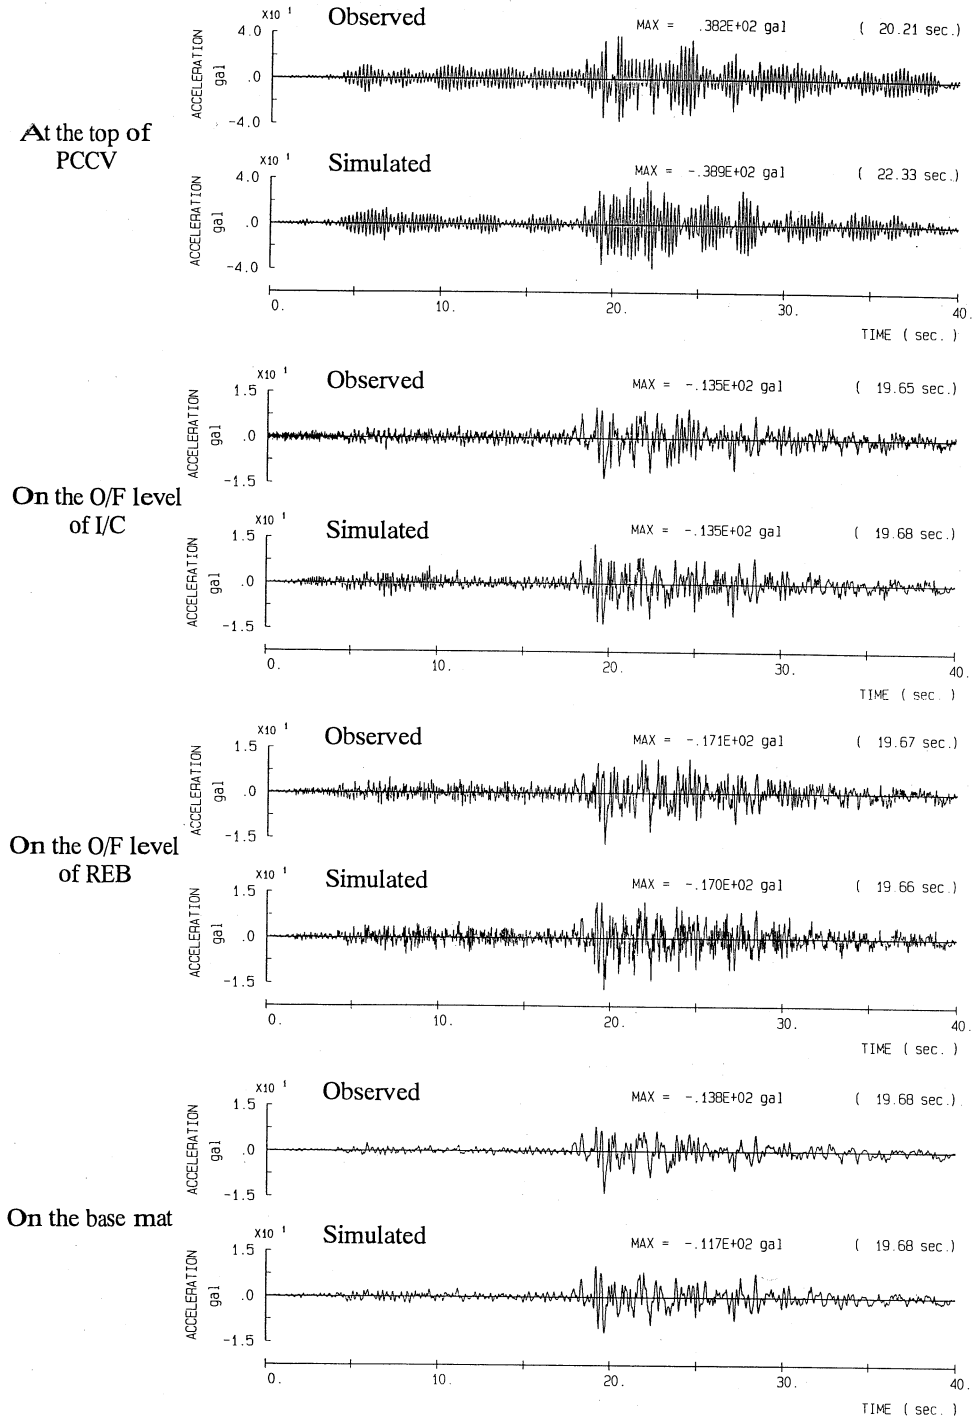 X10 1 Observed MAX = .382E+02 gal ( 20.21 sec.)
4.0
.0
-4.0
ACCELERATION
gal
At the top of
PCCV
X10 1 Simulated MAX = -.389E+02 gal ( 22.33 sec.)
4.0
.0
-4.0
ACCELERATION
gal
0. 10. 20. 30. 40.
TIME ( sec. )
X10 1 Observed MAX = -.135E+02 gal ( 19.65 sec.)
1.5
.0
-1.5
ACCELERATION
gal
On the O/F level
of I/C
X10 1 Simulated MAX = -.135E+02 gal ( 19.68 sec.)
1.5
.0
-1.5
ACCELERATION
gal
0. 10. 20. 30. 40.
TIME ( sec. )
X10 1 Observed MAX = -.171E+02 gal ( 19.67 sec.)
1.5
.0
-1.5
ACCELERATION
gal
On the O/F level
of REB
X10 1 Simulated MAX = -.170E+02 gal ( 19.66 sec.)
1.5
.0
-1.5
ACCELERATION
gal
0. 10. 20. 30. 40.
TIME ( sec. )
X10 1 Observed MAX = -.138E+02 gal ( 19.68 sec.)
1.5
.0
-1.5
ACCELERATION
gal
On the base mat
X10 1 Simulated MAX = -.117E+02 gal ( 19.68 sec.)
1.5
.0
-1.5
ACCELERATION
gal
0. 10. 20. 30. 40.
TIME ( sec. )